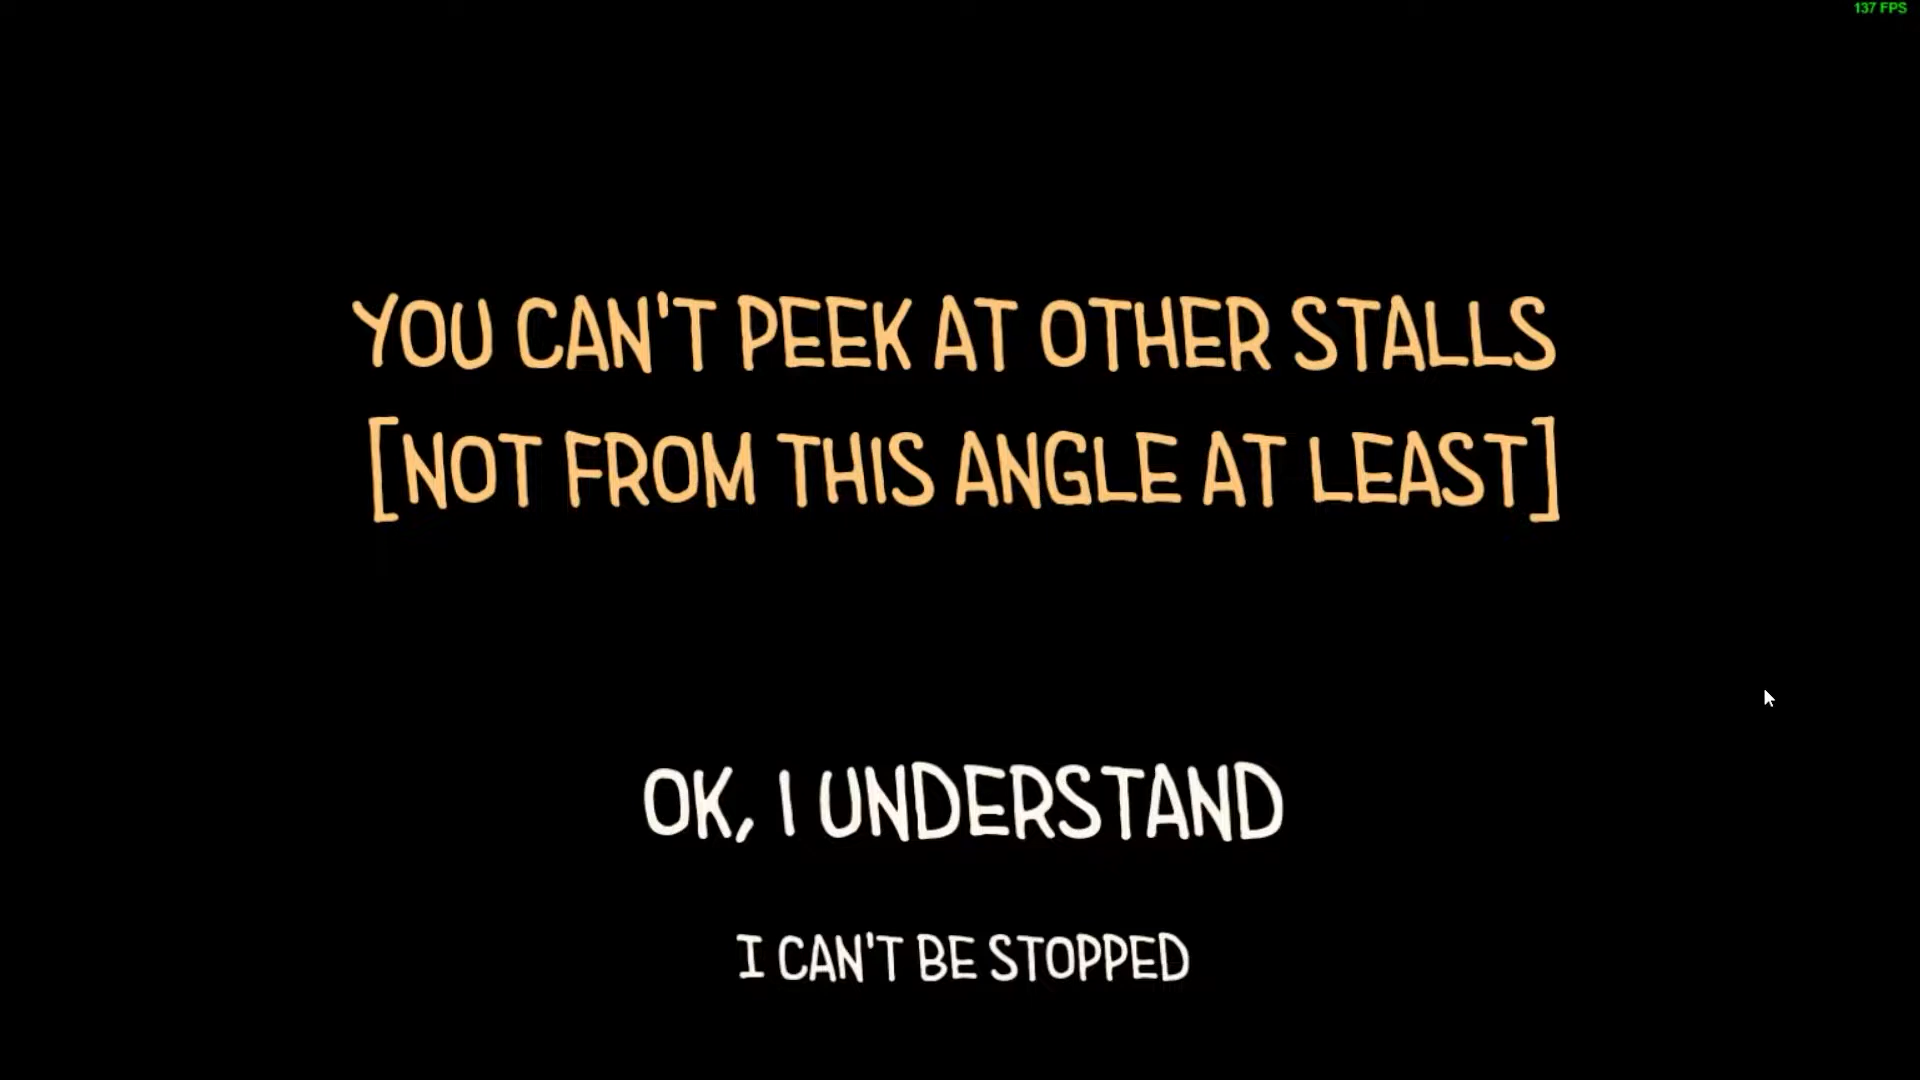 137 FPS
YOU CAN'T PEEK AT OTHER STALLS
[NOT FROM THIS ANGLE AT LEAST]
OK, I UNDERSTAND
I CAN'T BE STOPPED